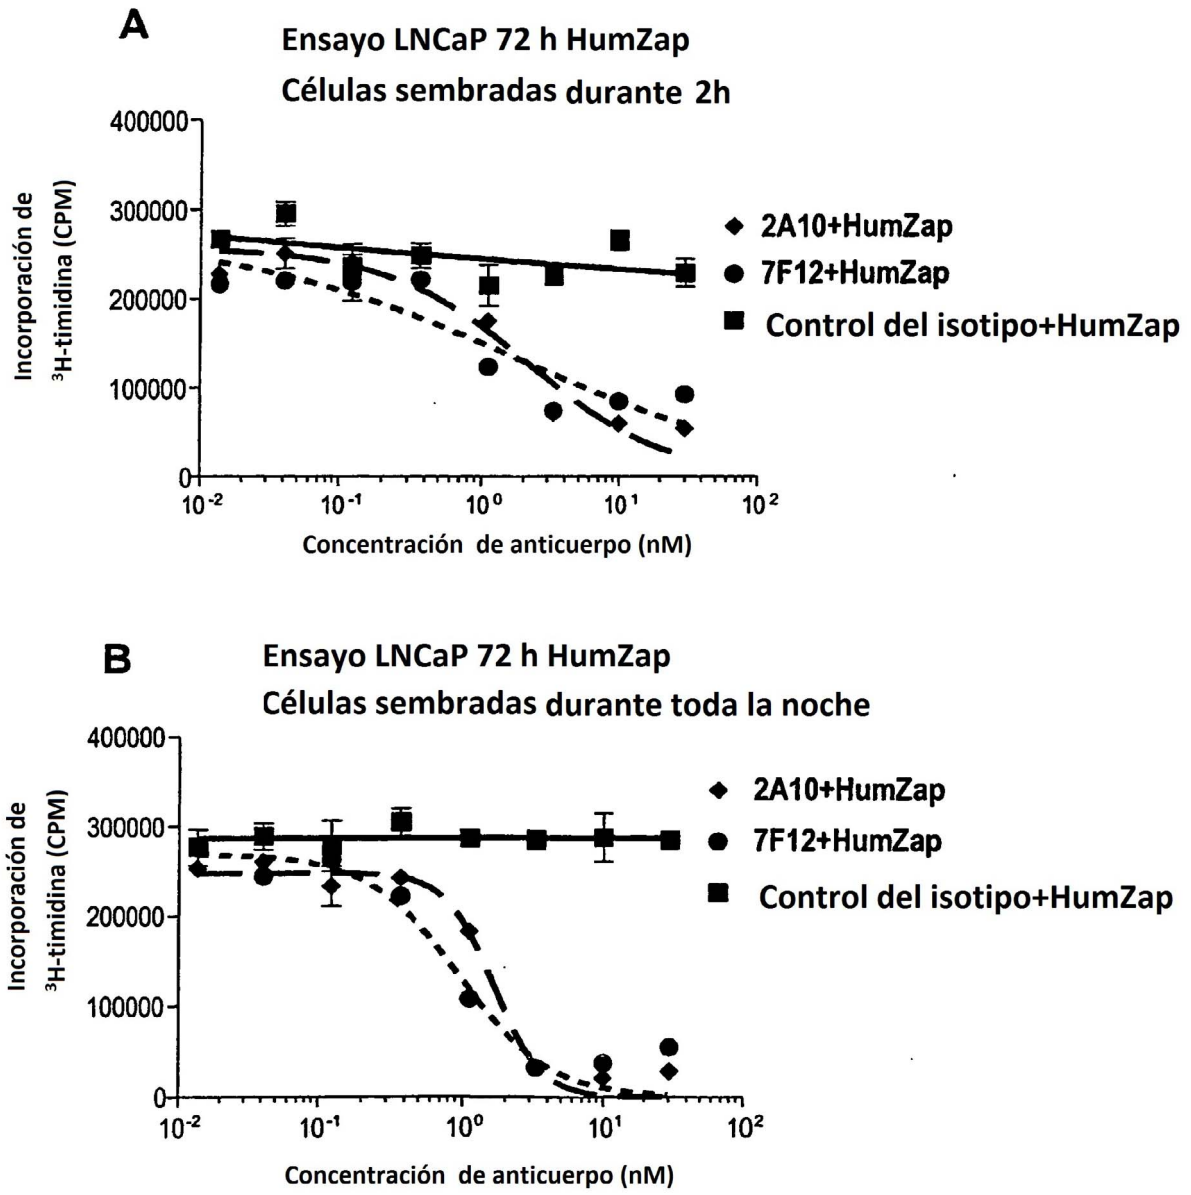 A
Ensayo LNCaP 72 h HumZap
Células sembradas durante 2h
400000
300000
200000
100000
0
Incorporación de
³H-timidina (CPM)
2A10+HumZap
7F12+HumZap
Control del isotipo+HumZap
10⁻² 10⁻¹ 10⁰ 10¹ 10²
Concentración de anticuerpo (nM)
B
Ensayo LNCaP 72 h HumZap
Células sembradas durante toda la noche
400000
300000
200000
100000
0
Incorporación de
³H-timidina (CPM)
2A10+HumZap
7F12+HumZap
Control del isotipo+HumZap
10⁻² 10⁻¹ 10⁰ 10¹ 10²
Concentración de anticuerpo (nM)